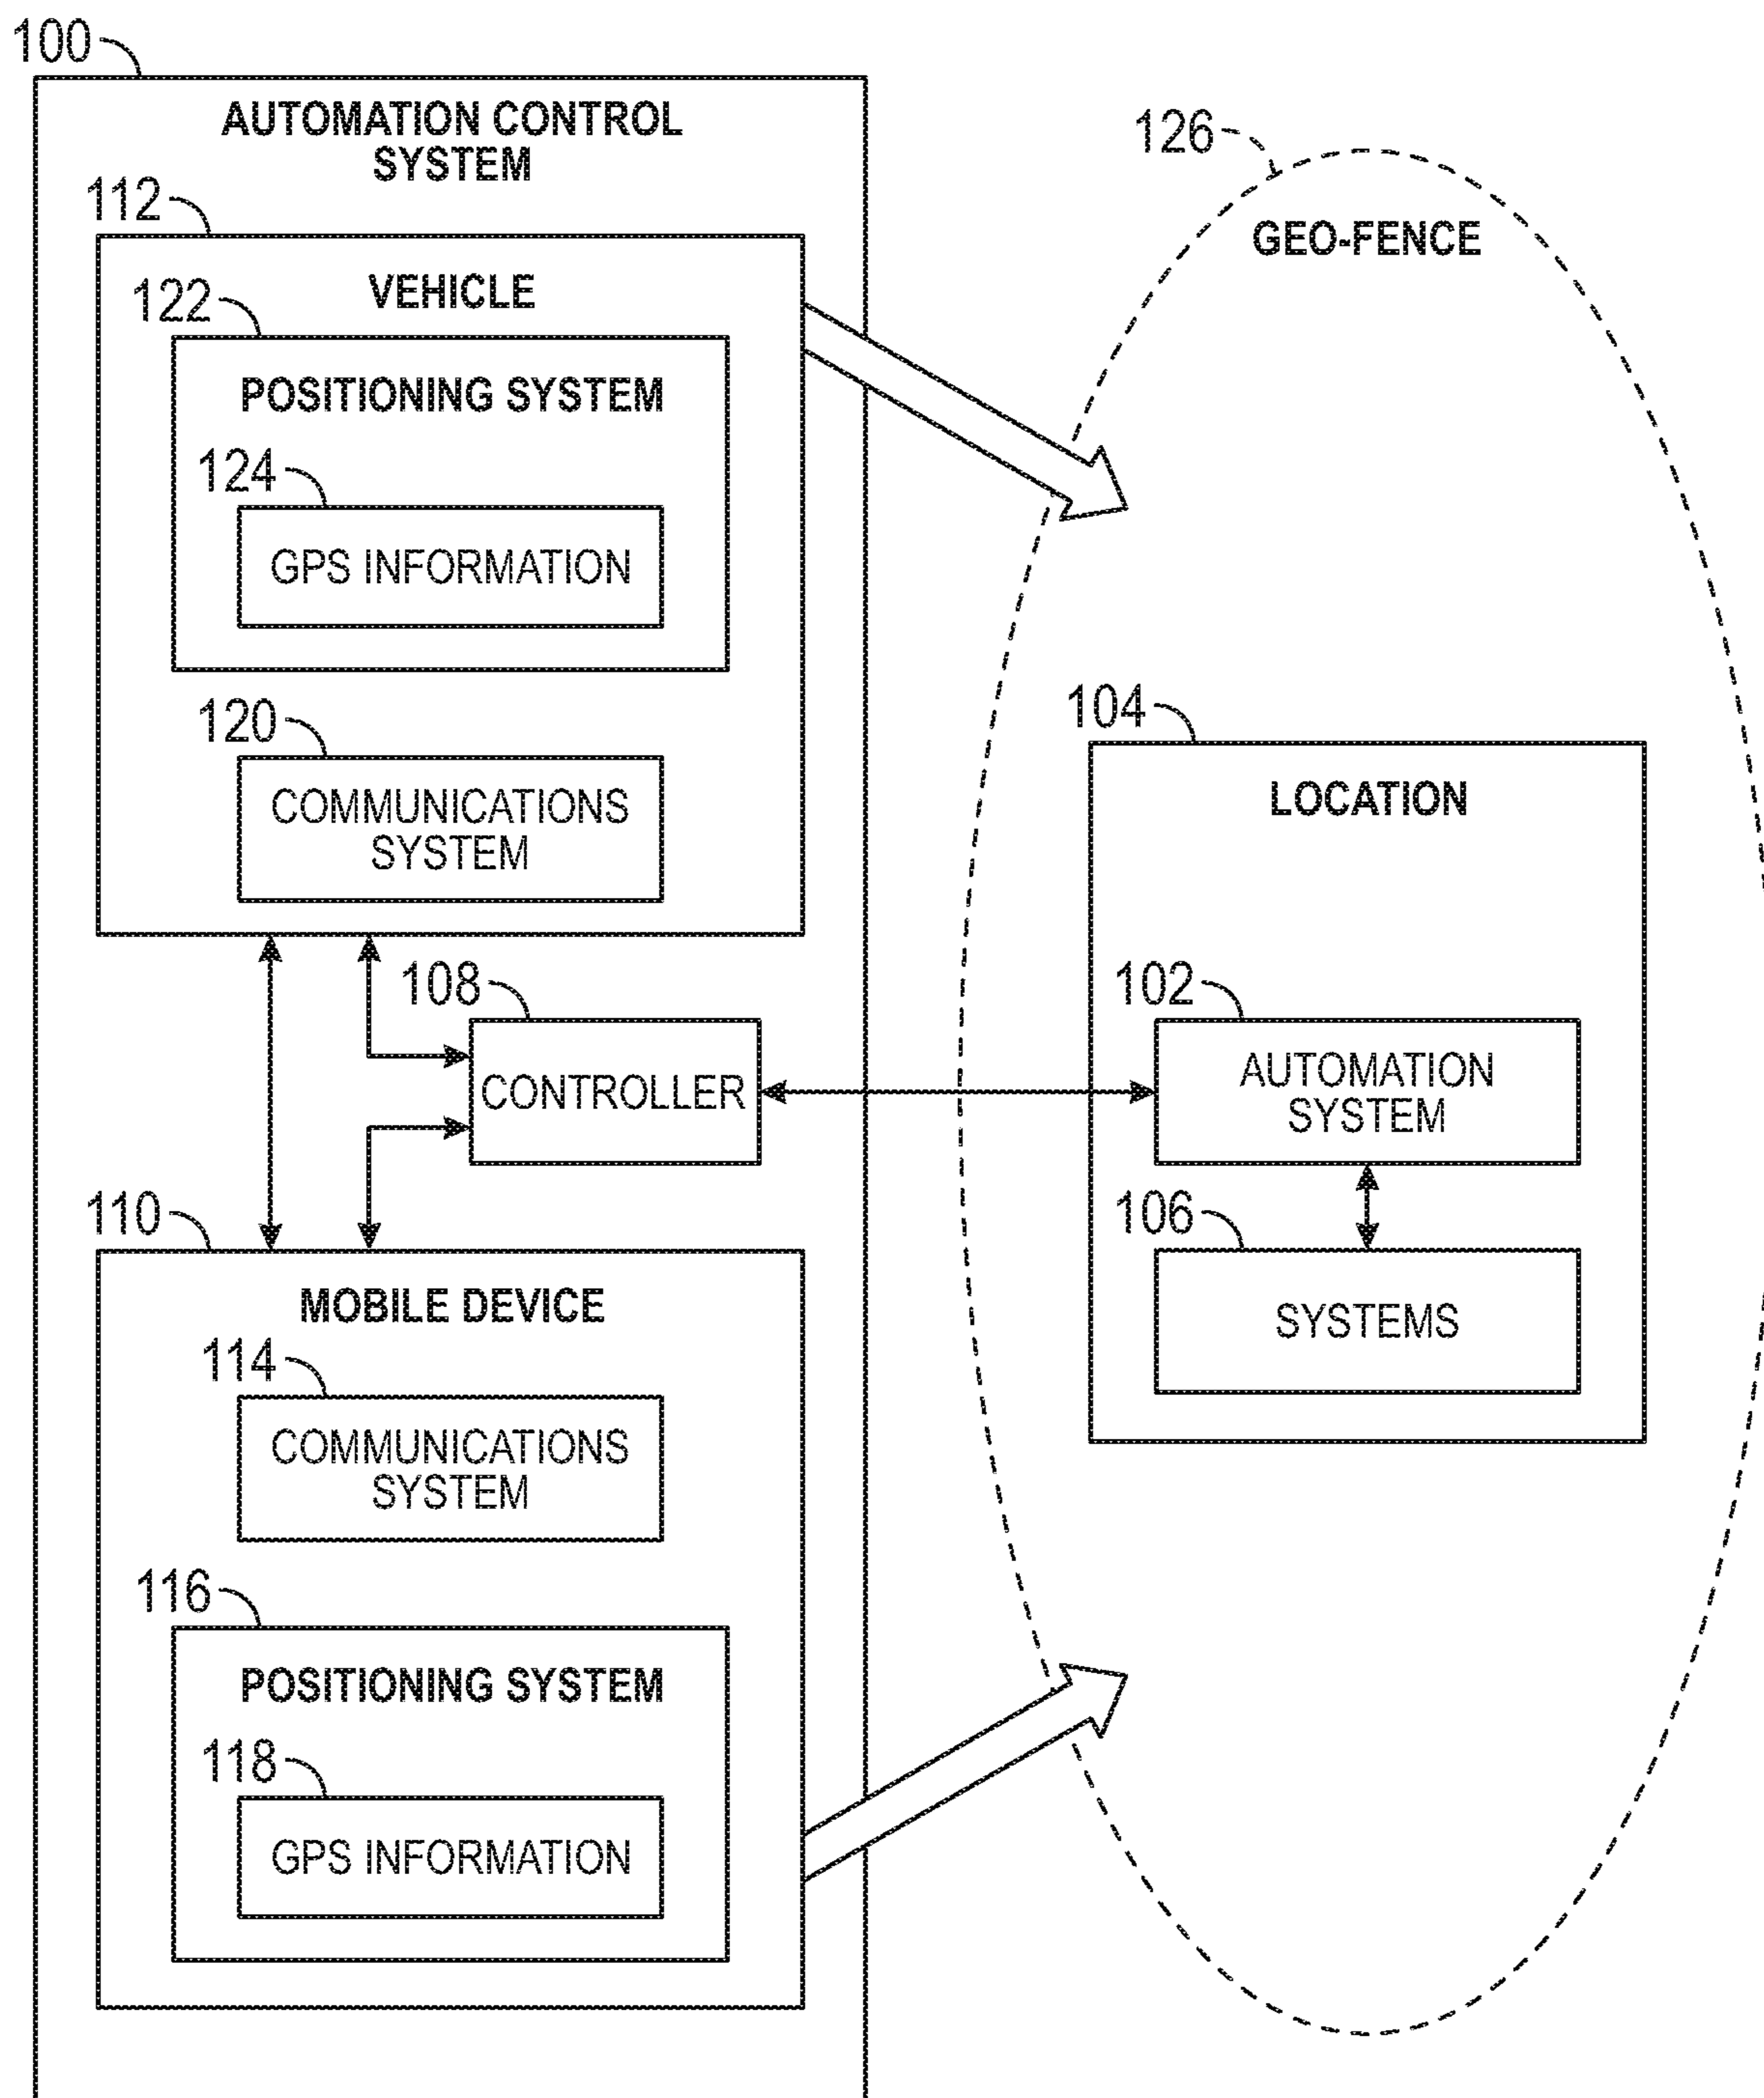 100
AUTOMATION CONTROL
SYSTEM
112
VEHICLE
122
POSITIONING SYSTEM
124
GPS INFORMATION
120
COMMUNICATIONS
SYSTEM
108
CONTROLLER
110
MOBILE DEVICE
114
COMMUNICATIONS
SYSTEM
116
POSITIONING SYSTEM
118
GPS INFORMATION
126
GEO-FENCE
104
LOCATION
102
AUTOMATION
SYSTEM
106
SYSTEMS